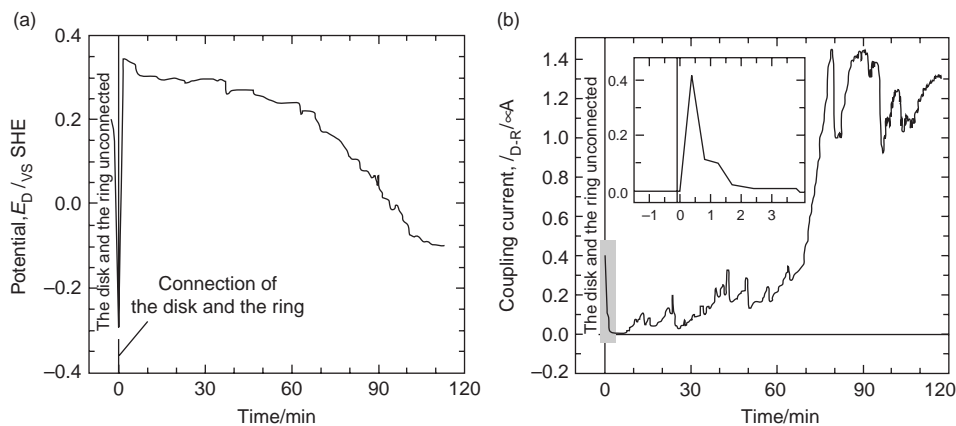 (a)
0.4
0.2
0.0
−0.2
−0.4
Potential,E_D /VS SHE
The disk and the ring unconnected
Connection of
the disk and the ring
0 30 60 90 120
Time/min
(b)
1.4
1.2
1.0
0.8
0.6
0.4
0.2
0.0
−0.2
Coupling current, I_D-R /∝A
The disk and the ring unconnected
0.4
0.2
0.0
−1 0 1 2 3
0 30 60 90 120
Time/min